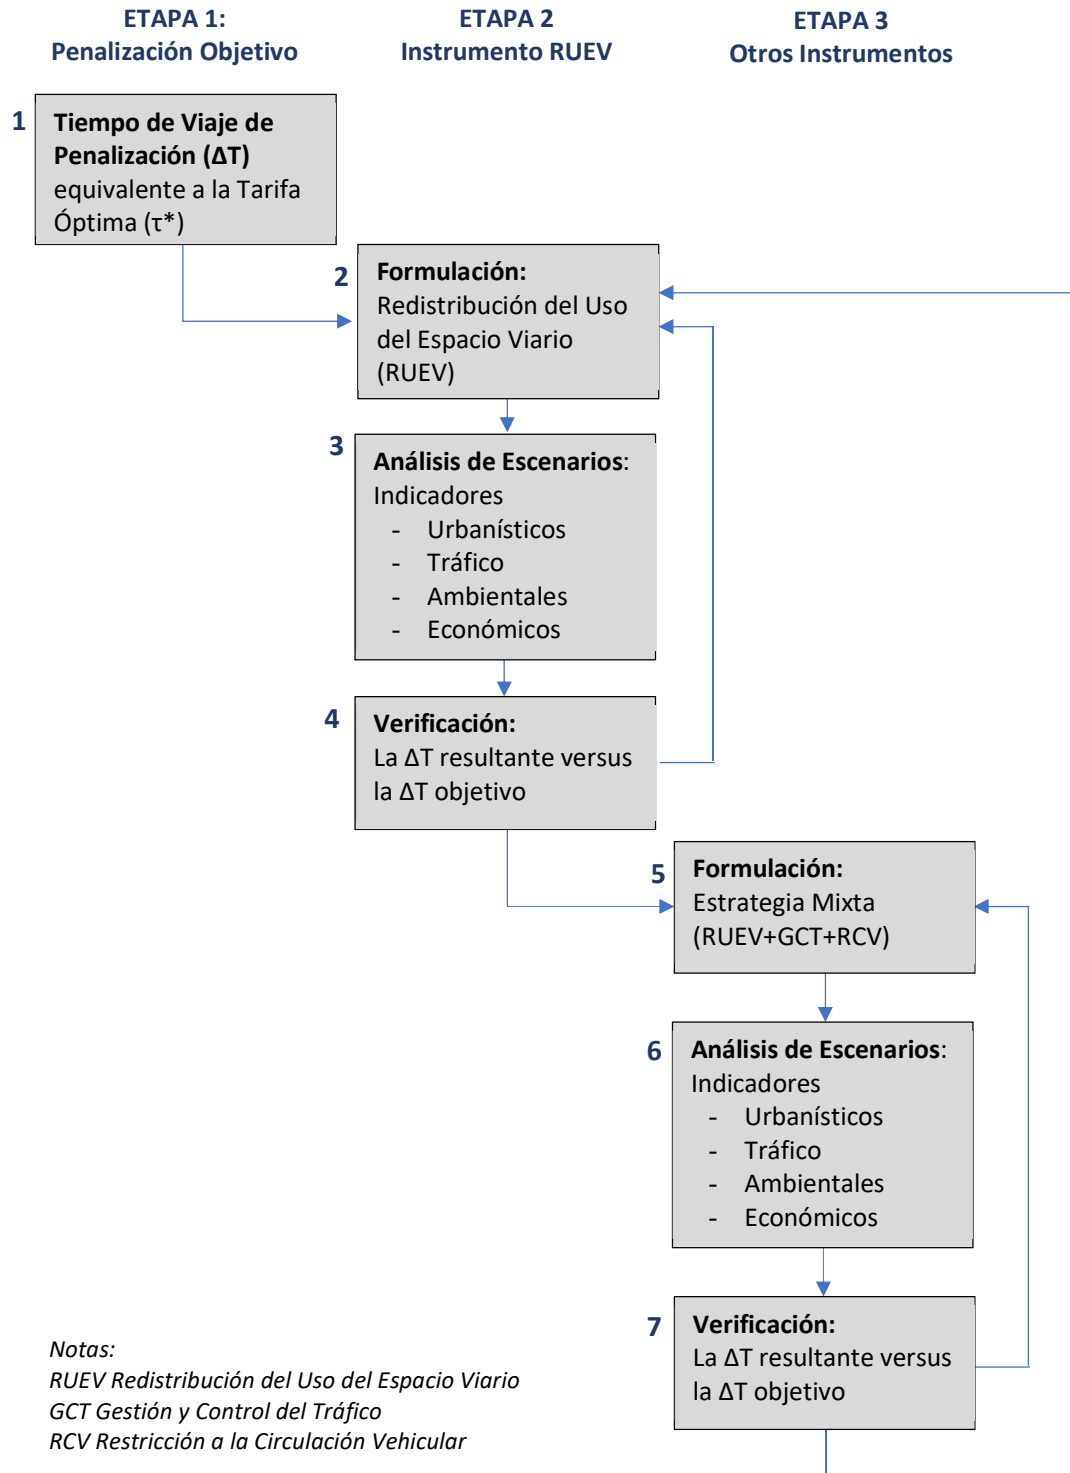 ETAPA 1:
Penalización Objetivo
ETAPA 2
Instrumento RUEV
ETAPA 3
Otros Instrumentos
1
Tiempo de Viaje de
Penalización (ΔT)
equivalente a la Tarifa
Óptima (τ*)
2
Formulación:
Redistribución del Uso
del Espacio Viario
(RUEV)
3
Análisis de Escenarios:
Indicadores
- Urbanísticos
- Tráfico
- Ambientales
- Económicos
4
Verificación:
La ΔT resultante versus
la ΔT objetivo
5
Formulación:
Estrategia Mixta
(RUEV+GCT+RCV)
6
Análisis de Escenarios:
Indicadores
- Urbanísticos
- Tráfico
- Ambientales
- Económicos
7
Verificación:
La ΔT resultante versus
la ΔT objetivo
Notas:
RUEV Redistribución del Uso del Espacio Viario
GCT Gestión y Control del Tráfico
RCV Restricción a la Circulación Vehicular